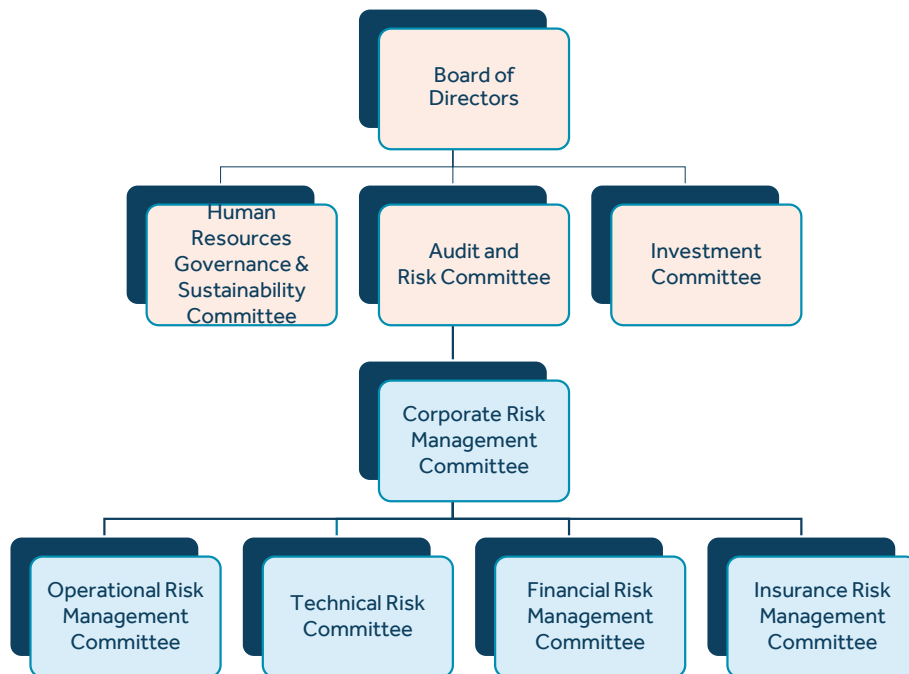 Board of
Directors
Human
Resources
Governance &
Sustainability
Committee
Audit and
Risk Committee
Investment
Committee
Corporate Risk
Management
Committee
Operational Risk
Management
Committee
Technical Risk
Committee
Financial Risk
Management
Committee
Insurance Risk
Management
Committee